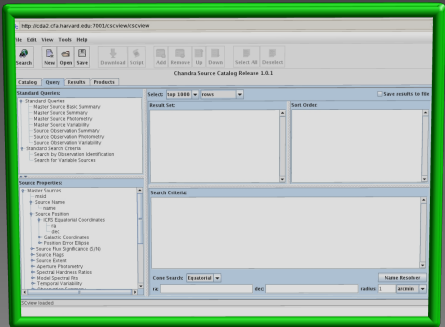 http://cda2.cfa.harvard.edu:7001/cscview/cscview
File Edit View Tools Help
Search New Open Save Download Script Add Remove Up Down Select All Deselect
Chandra Source Catalog Release 1.0.1
Catalog Query Results Products
Standard Queries:
Standard Queries
Master Source Basic Summary
Master Source Summary
Master Source Photometry
Master Source Variability
Source Observation Summary
Source Observation Photometry
Source Observation Variability
Standard Search Criteria
Search by Observation Identification
Search for Variable Sources
Select: top 1000 rows Save results to file
Result Set: Sort Order:
Source Properties:
Master Sources
msid
Source Name
name
Source Position
ICRS Equatorial Coordinates
ra
dec
Galactic Coordinates
Position Error Ellipse
Source Flux Significance (S/N)
Source Flags
Source Extent
Aperture Photometry
Spectral Hardness Ratios
Model Spectral Fits
Temporal Variability
Search Criteria:
Cone Search: Equatorial Name Resolver
ra: dec: radius: 1 arcmin
CSCview loaded